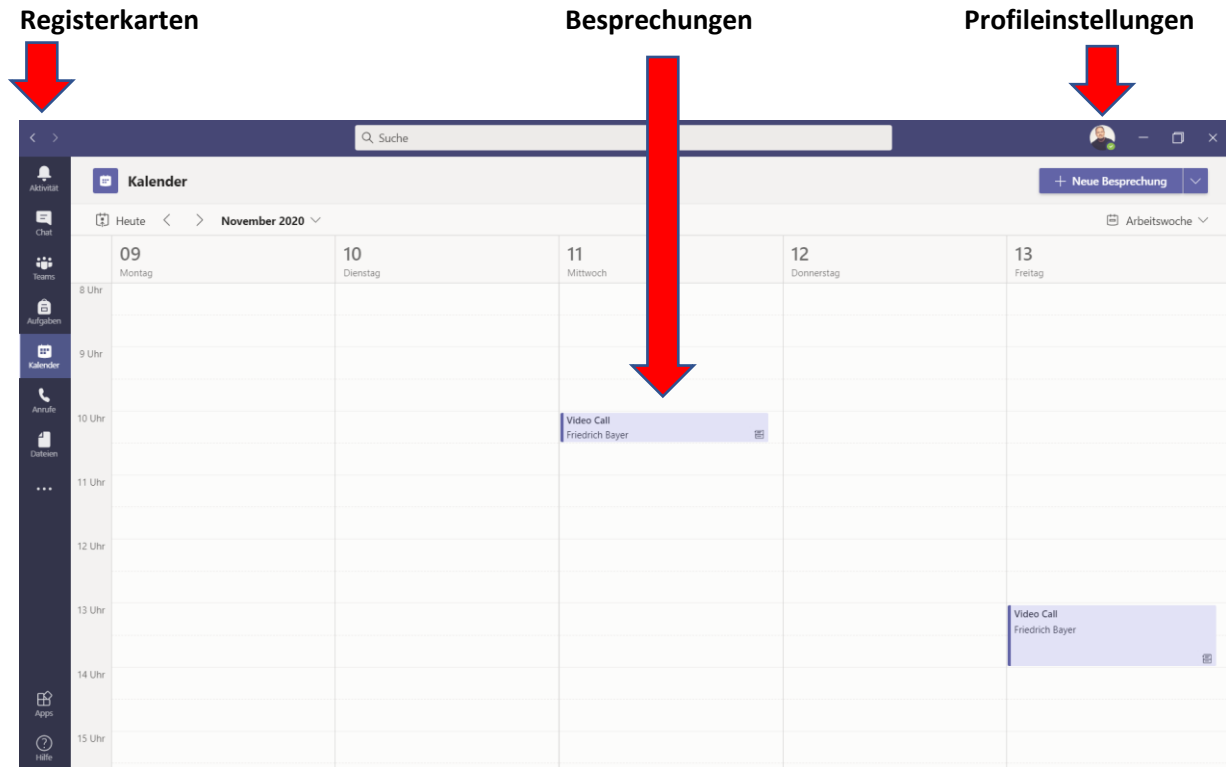 Registerkarten Besprechungen Profileinstellungen
Suche
Aktivität
Chat
Teams
Aufgaben
Kalender
Anrufe
Dateien
Apps
Hilfe
Kalender
+ Neue Besprechung
Heute November 2020 Arbeitswoche
09 10 11 12 13
Montag Dienstag Mittwoch Donnerstag Freitag
8 Uhr
9 Uhr
10 Uhr
Video Call
Friedrich Bayer
11 Uhr
12 Uhr
13 Uhr
Video Call
Friedrich Bayer
14 Uhr
15 Uhr